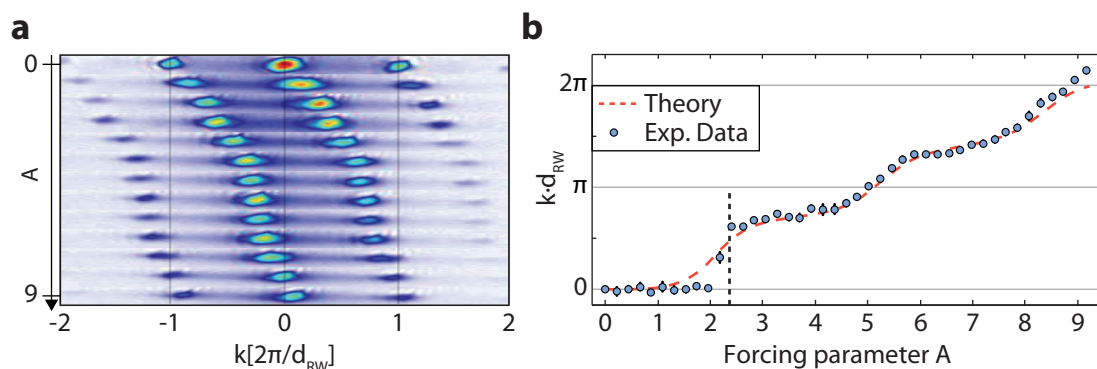 a
0
A
9
-2 -1 0 1 2
k[2π/d_RW]
b
2π
π
0
k·d_RW
Theory
Exp. Data
0 1 2 3 4 5 6 7 8 9
Forcing parameter A